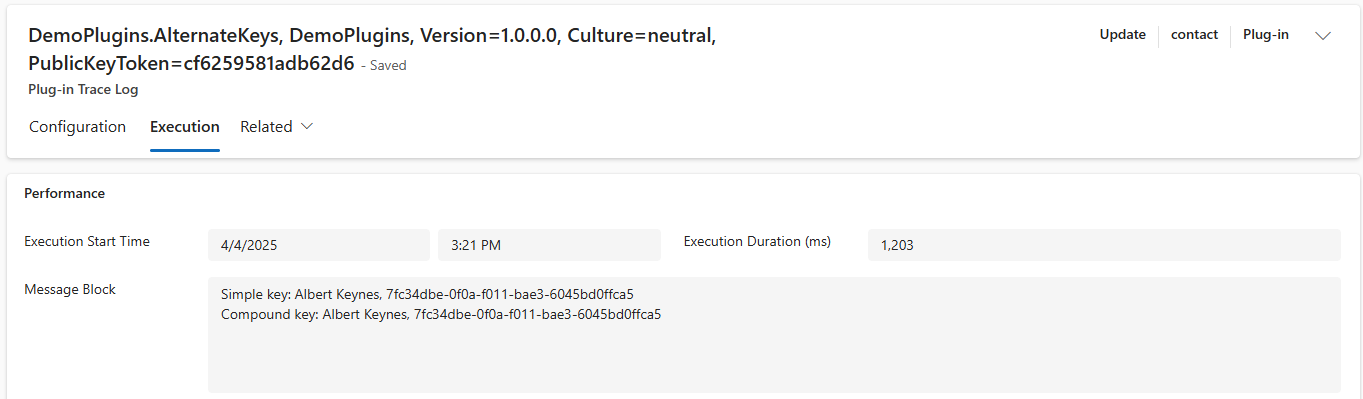 DemoPlugins.AlternateKeys, DemoPlugins, Version=1.0.0.0, Culture=neutral,
PublicKeyToken=cf6259581adb62d6 - Saved
Plug-in Trace Log
Update contact Plug-in
Configuration Execution Related
Performance
Execution Start Time 4/4/2025 3:21 PM Execution Duration (ms) 1,203
Message Block
Simple key: Albert Keynes, 7fc34dbe-0f0a-f011-bae3-6045bd0ffca5
Compound key: Albert Keynes, 7fc34dbe-0f0a-f011-bae3-6045bd0ffca5